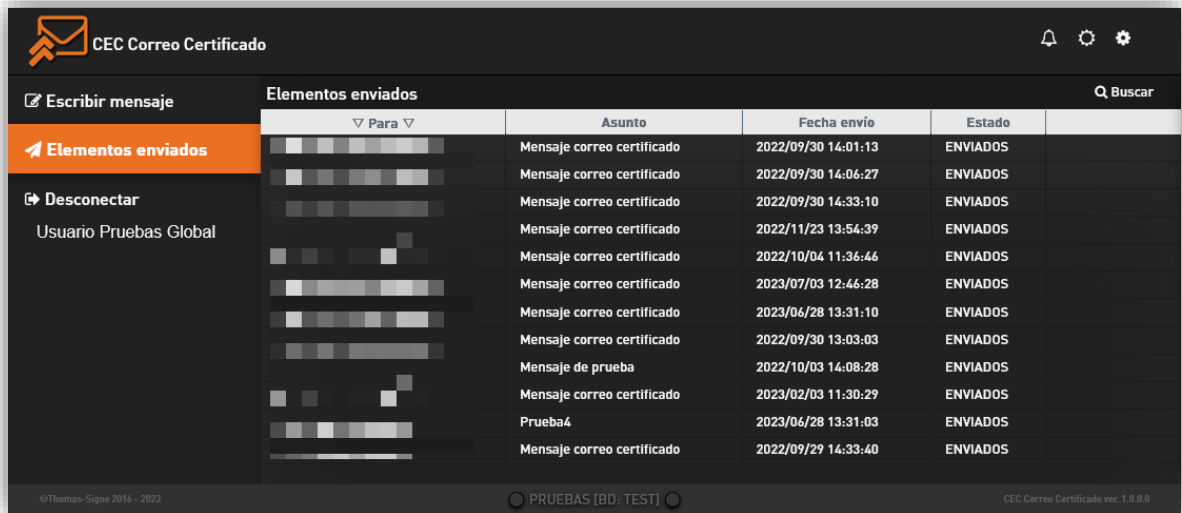 CEC Correo Certificado
Escribir mensaje
Elementos enviados
Desconectar
Usuario Pruebas Global
Elementos enviados
Buscar
▽ Para ▽ Asunto Fecha envío Estado
Mensaje correo certificado 2022/09/30 14:01:13 ENVIADOS
Mensaje correo certificado 2022/09/30 14:06:27 ENVIADOS
Mensaje correo certificado 2022/09/30 14:33:10 ENVIADOS
Mensaje correo certificado 2022/11/23 13:54:39 ENVIADOS
Mensaje correo certificado 2022/10/04 11:36:46 ENVIADOS
Mensaje correo certificado 2023/07/03 12:46:28 ENVIADOS
Mensaje correo certificado 2023/06/28 13:31:10 ENVIADOS
Mensaje correo certificado 2022/09/30 13:03:03 ENVIADOS
Mensaje de prueba 2022/10/03 14:08:28 ENVIADOS
Mensaje correo certificado 2023/02/03 11:30:29 ENVIADOS
Prueba4 2023/06/28 13:31:03 ENVIADOS
Mensaje correo certificado 2022/09/29 14:33:40 ENVIADOS
©Thomas-Signe 2016 - 2023
PRUEBAS [BD: TEST]
CEC Correo Certificado ver. 1.0.0.0